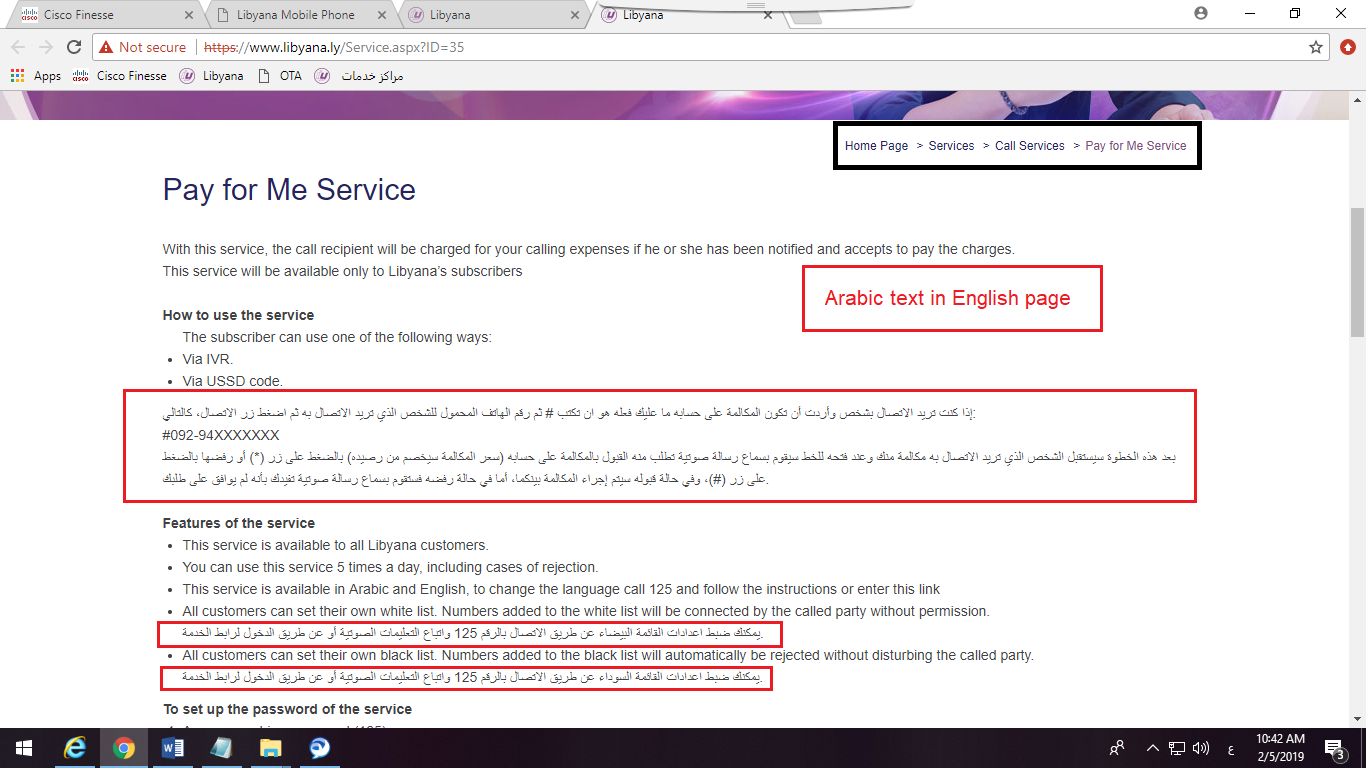 Cisco Finesse
Libyana Mobile Phone
Libyana
Libyana
Not secure
https://www.libyana.ly/Service.aspx?ID=35
Apps
Cisco Finesse
Libyana
OTA
مراكز خدمات
Home Page > Services > Call Services > Pay for Me Service
Pay for Me Service
With this service, the call recipient will be charged for your calling expenses if he or she has been notified and accepts to pay the charges.
This service will be available only to Libyana's subscribers
Arabic text in English page
How to use the service
The subscriber can use one of the following ways:
• Via IVR.
• Via USSD code.
إذا كنت تريد الاتصال بشخص وأردت أن تكون المكالمة على حسابه ما عليك فعله هو ان تكتب # ثم رقم الهاتف المحمول للشخص الذي تريد الاتصال به ثم اضغط زر الاتصال، كالتالي:
#092-94XXXXXXX
بعد هذه الخطوة سيستقبل الشخص الذي تريد الاتصال به مكالمة منك وعند فتحه للخط سيقوم بسماع رسالة صوتية تطلب منه القبول بالمكالمة على حسابه (سعر المكالمة سيخصم من رصيده) بالضغط على زر (*) أو رفضها بالضغط
على زر (#)، وفي حالة قبوله سيتم إجراء المكالمة بينكما، أما في حالة رفضه فستقوم بسماع رسالة صوتية تفيدك بأنه لم يوافق على طلبك.
Features of the service
• This service is available to all Libyana customers.
• You can use this service 5 times a day, including cases of rejection.
• This service is available in Arabic and English, to change the language call 125 and follow the instructions or enter this link
• All customers can set their own white list. Numbers added to the white list will be connected by the called party without permission.
يمكنك ضبط اعدادات القائمة البيضاء عن طريق الاتصال بالرقم 125 واتباع التعليمات الصوتية أو عن طريق الدخول لرابط الخدمة.
• All customers can set their own black list. Numbers added to the black list will automatically be rejected without disturbing the called party.
يمكنك ضبط اعدادات القائمة السوداء عن طريق الاتصال بالرقم 125 واتباع التعليمات الصوتية أو عن طريق الدخول لرابط الخدمة.
To set up the password of the service
ع
10:42 AM
2/5/2019
3